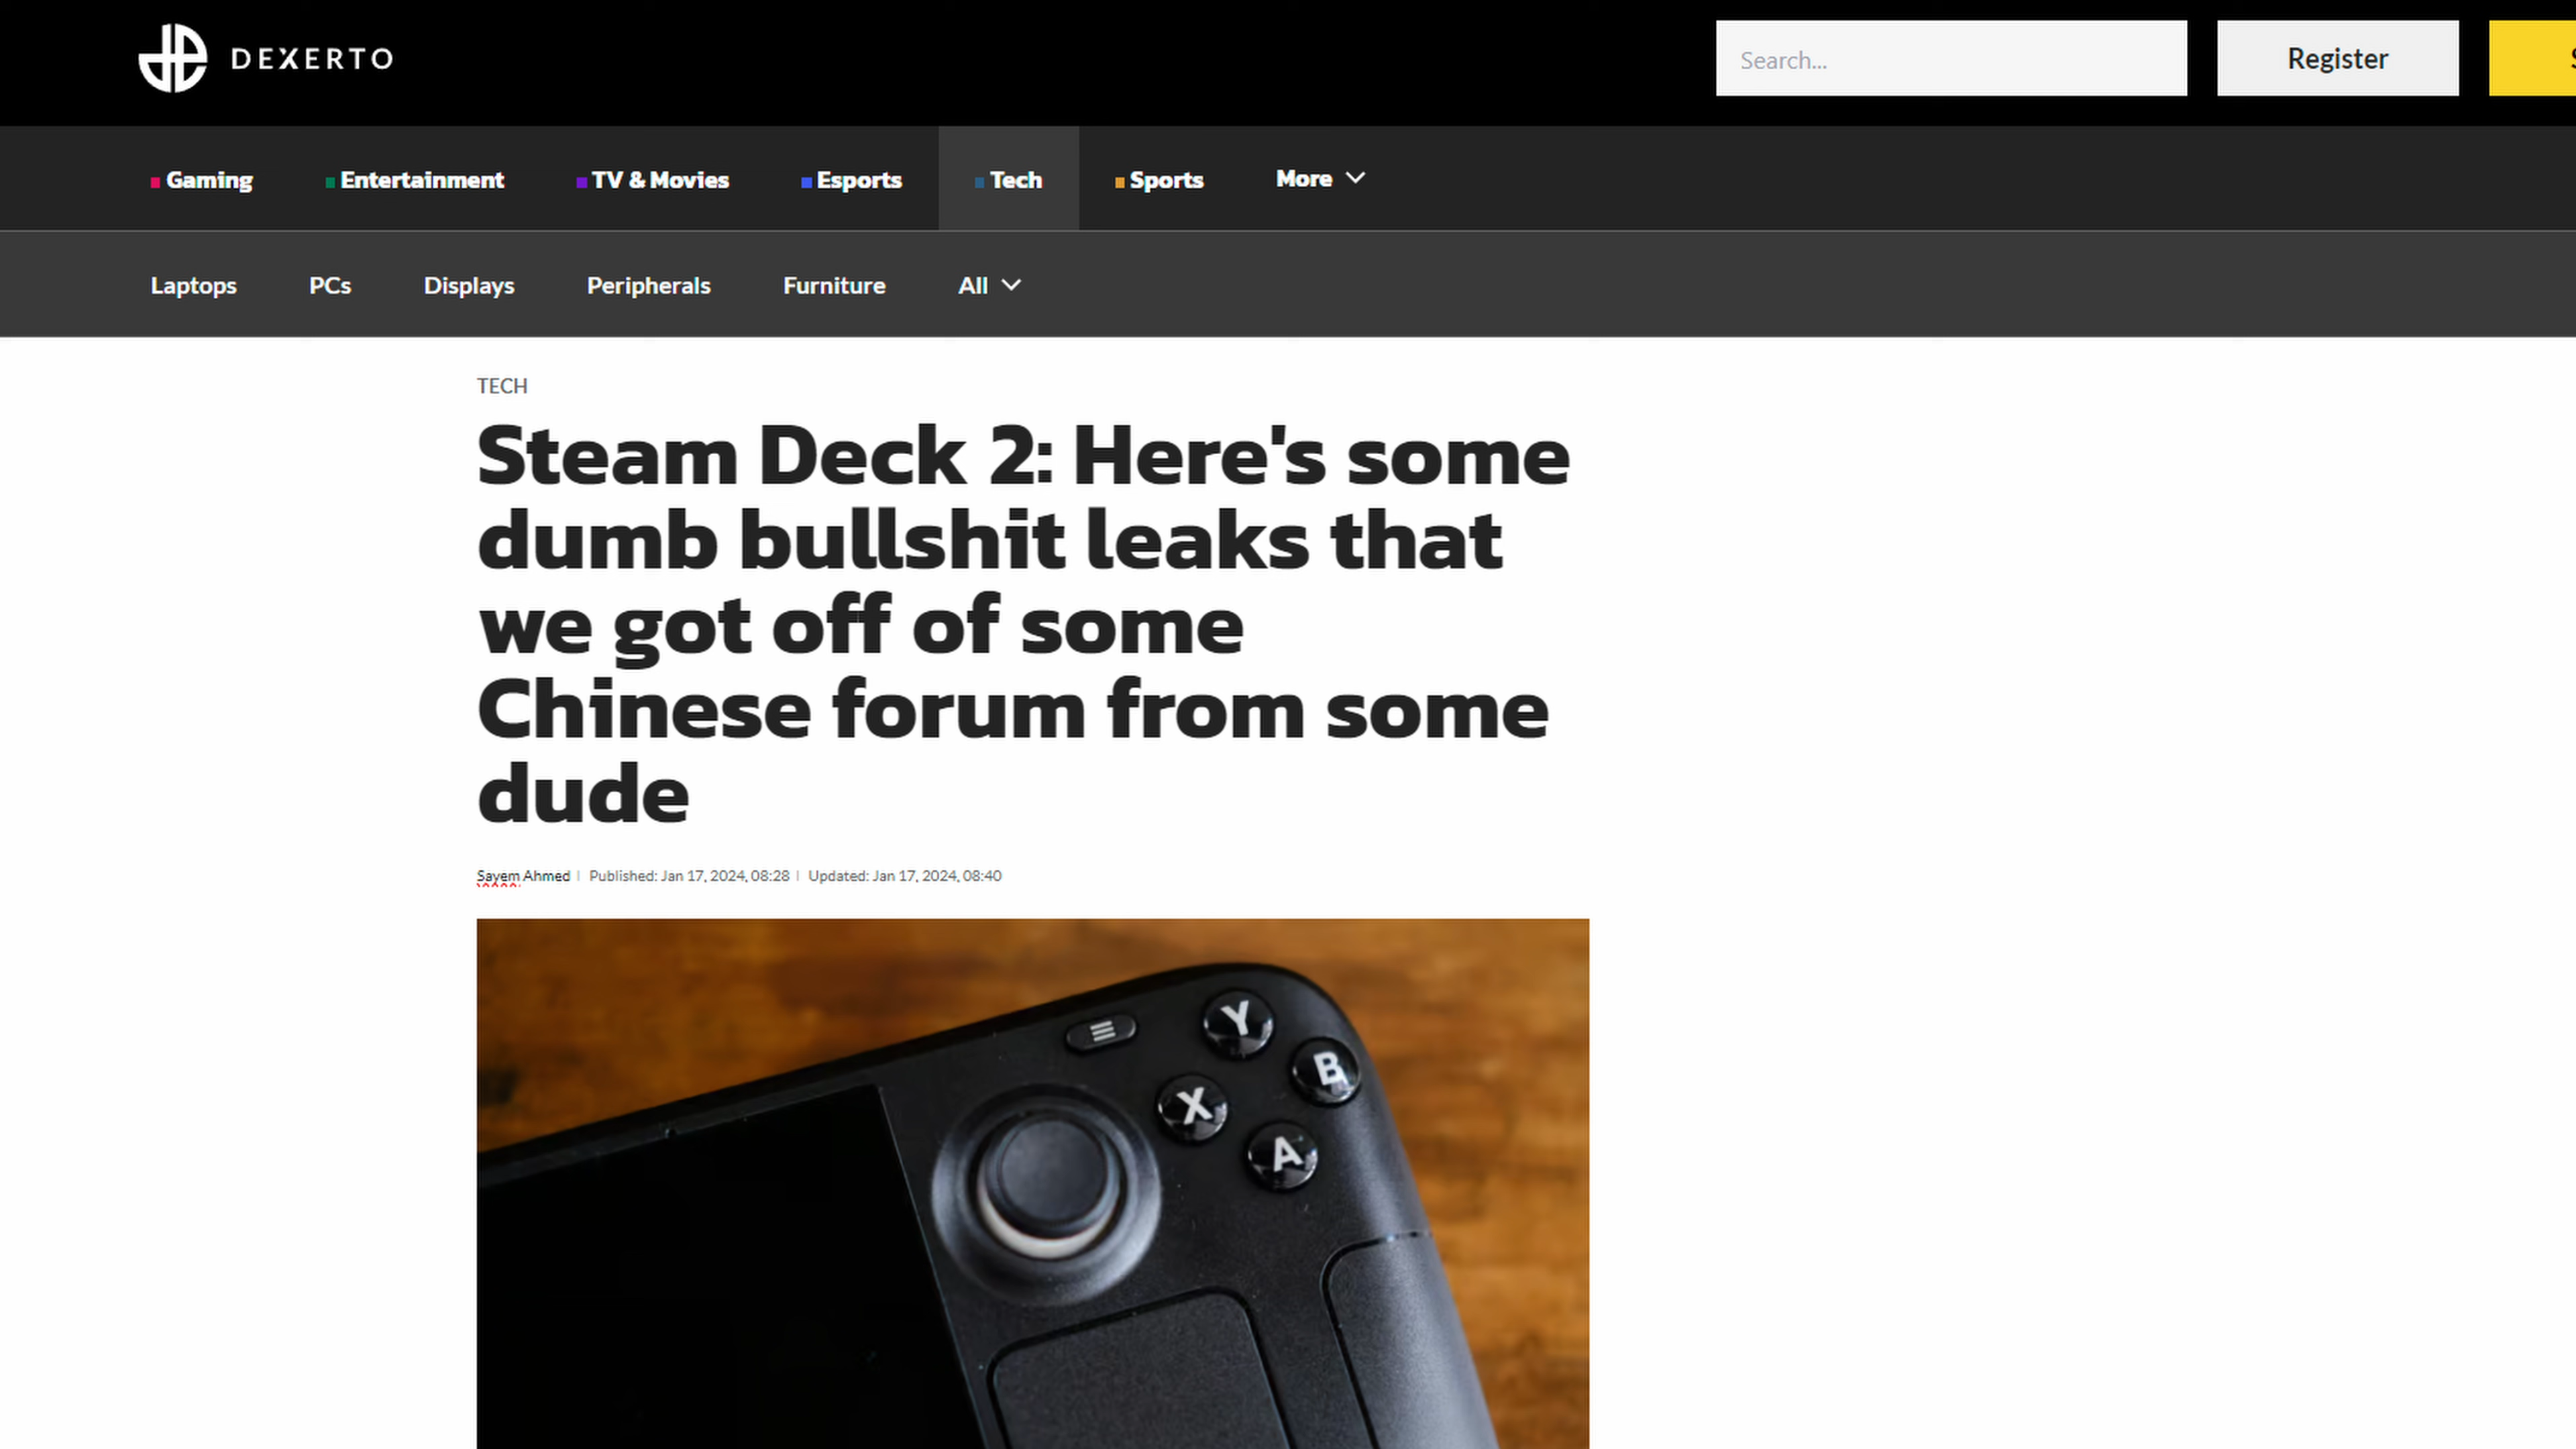 DEXERTO
Search...
Register
Gaming
Entertainment
TV & Movies
Esports
Tech
Sports
More
Laptops
PCs
Displays
Peripherals
Furniture
All
TECH
Steam Deck 2: Here's some
dumb bullshit leaks that
we got off of some
Chinese forum from some
dude
Sayem Ahmed | Published: Jan 17, 2024, 08:28 | Updated: Jan 17, 2024, 08:40
Y
B
X
A